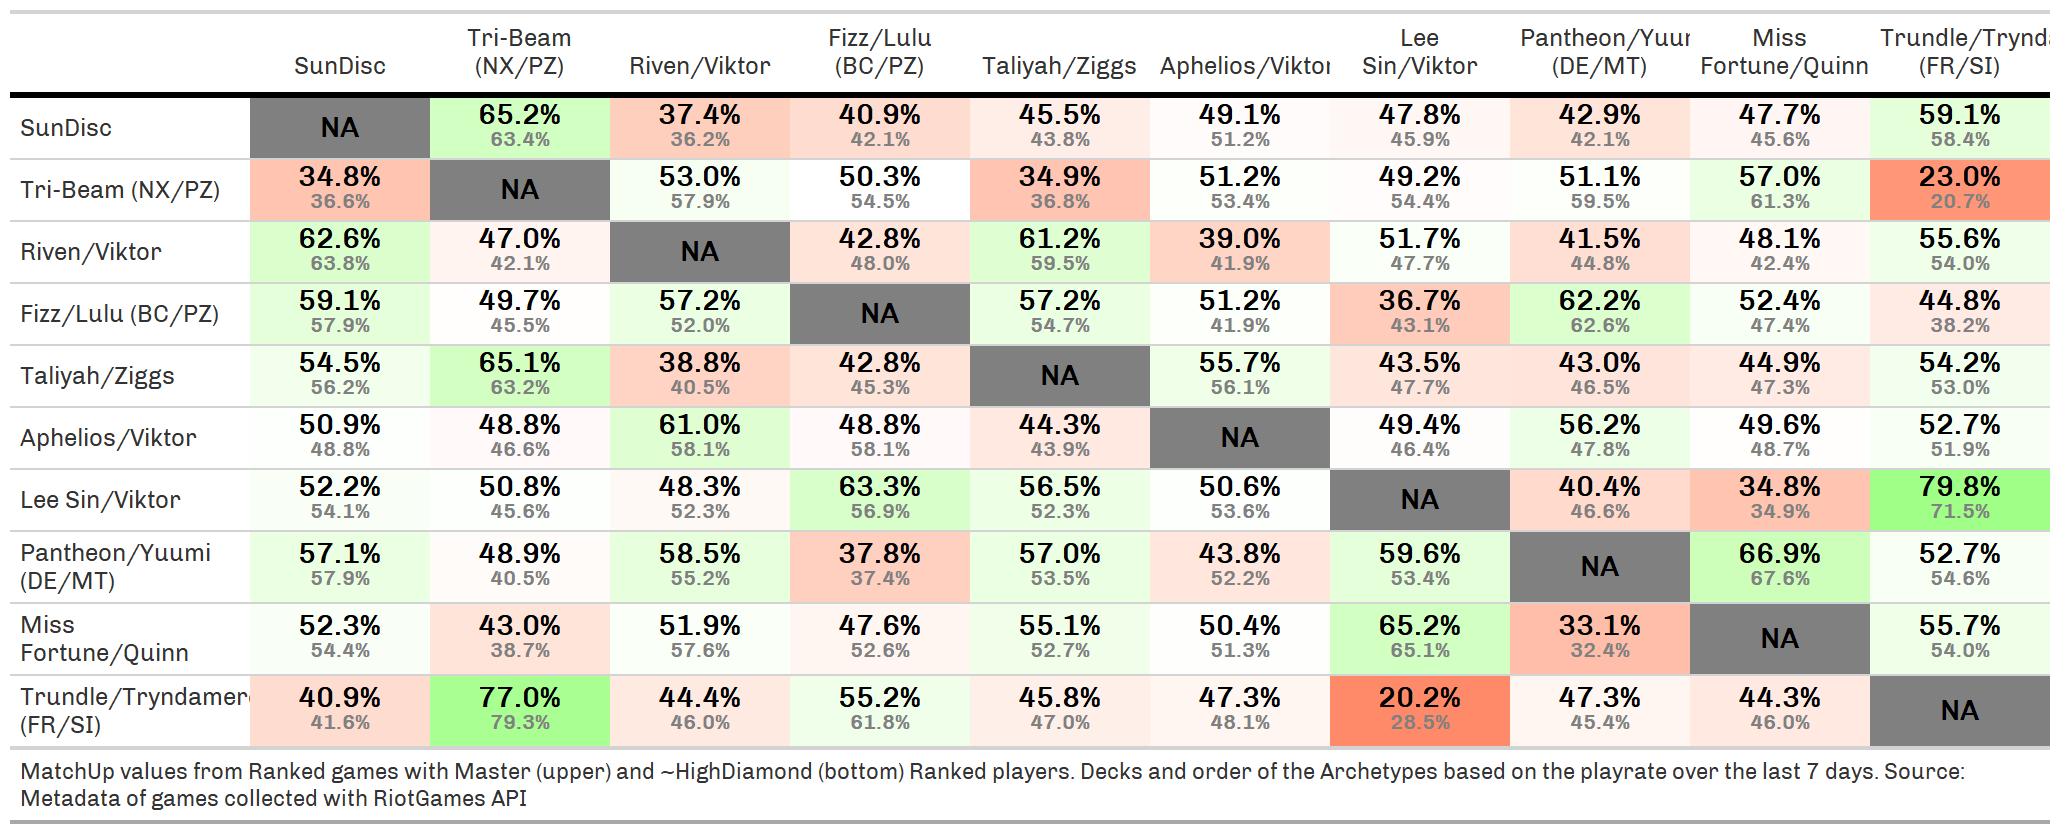 SunDisc Tri-Beam (NX/PZ) Riven/Viktor Fizz/Lulu (BC/PZ) Taliyah/Ziggs Aphelios/Viktor Lee Sin/Viktor Pantheon/Yuur (DE/MT) Miss Fortune/Quinn Trundle/Trynda (FR/SI)
SunDisc NA 65.2% 37.4% 40.9% 45.5% 49.1% 47.8% 42.9% 47.7% 59.1%
63.4% 36.2% 42.1% 43.8% 51.2% 45.9% 42.1% 45.6% 58.4%
Tri-Beam (NX/PZ) 34.8% NA 53.0% 50.3% 34.9% 51.2% 49.2% 51.1% 57.0% 23.0%
36.6% 57.9% 54.5% 36.8% 53.4% 54.4% 59.5% 61.3% 20.7%
Riven/Viktor 62.6% 47.0% NA 42.8% 61.2% 39.0% 51.7% 41.5% 48.1% 55.6%
63.8% 42.1% 48.0% 59.5% 41.9% 47.7% 44.8% 42.4% 54.0%
Fizz/Lulu (BC/PZ) 59.1% 49.7% 57.2% NA 57.2% 51.2% 36.7% 62.2% 52.4% 44.8%
57.9% 45.5% 52.0% 54.7% 41.9% 43.1% 62.6% 47.4% 38.2%
Taliyah/Ziggs 54.5% 65.1% 38.8% 42.8% NA 55.7% 43.5% 43.0% 44.9% 54.2%
56.2% 63.2% 40.5% 45.3% 56.1% 47.7% 46.5% 47.3% 53.0%
Aphelios/Viktor 50.9% 48.8% 61.0% 48.8% 44.3% NA 49.4% 56.2% 49.6% 52.7%
48.8% 46.6% 58.1% 58.1% 43.9% 46.4% 47.8% 48.7% 51.9%
Lee Sin/Viktor 52.2% 50.8% 48.3% 63.3% 56.5% 50.6% NA 40.4% 34.8% 79.8%
54.1% 45.6% 52.3% 56.9% 52.3% 53.6% 46.6% 34.9% 71.5%
Pantheon/Yuumi (DE/MT) 57.1% 48.9% 58.5% 37.8% 57.0% 43.8% 59.6% NA 66.9% 52.7%
57.9% 40.5% 55.2% 37.4% 53.5% 52.2% 53.4% 67.6% 54.6%
Miss Fortune/Quinn 52.3% 43.0% 51.9% 47.6% 55.1% 50.4% 65.2% 33.1% NA 55.7%
54.4% 38.7% 57.6% 52.6% 52.7% 51.3% 65.1% 32.4% 54.0%
Trundle/Tryndamer (FR/SI) 40.9% 77.0% 44.4% 55.2% 45.8% 47.3% 20.2% 47.3% 44.3% NA
41.6% 79.3% 46.0% 61.8% 47.0% 48.1% 28.5% 45.4% 46.0%
MatchUp values from Ranked games with Master (upper) and ~HighDiamond (bottom) Ranked players. Decks and order of the Archetypes based on the playrate over the last 7 days. Source:
Metadata of games collected with RiotGames API